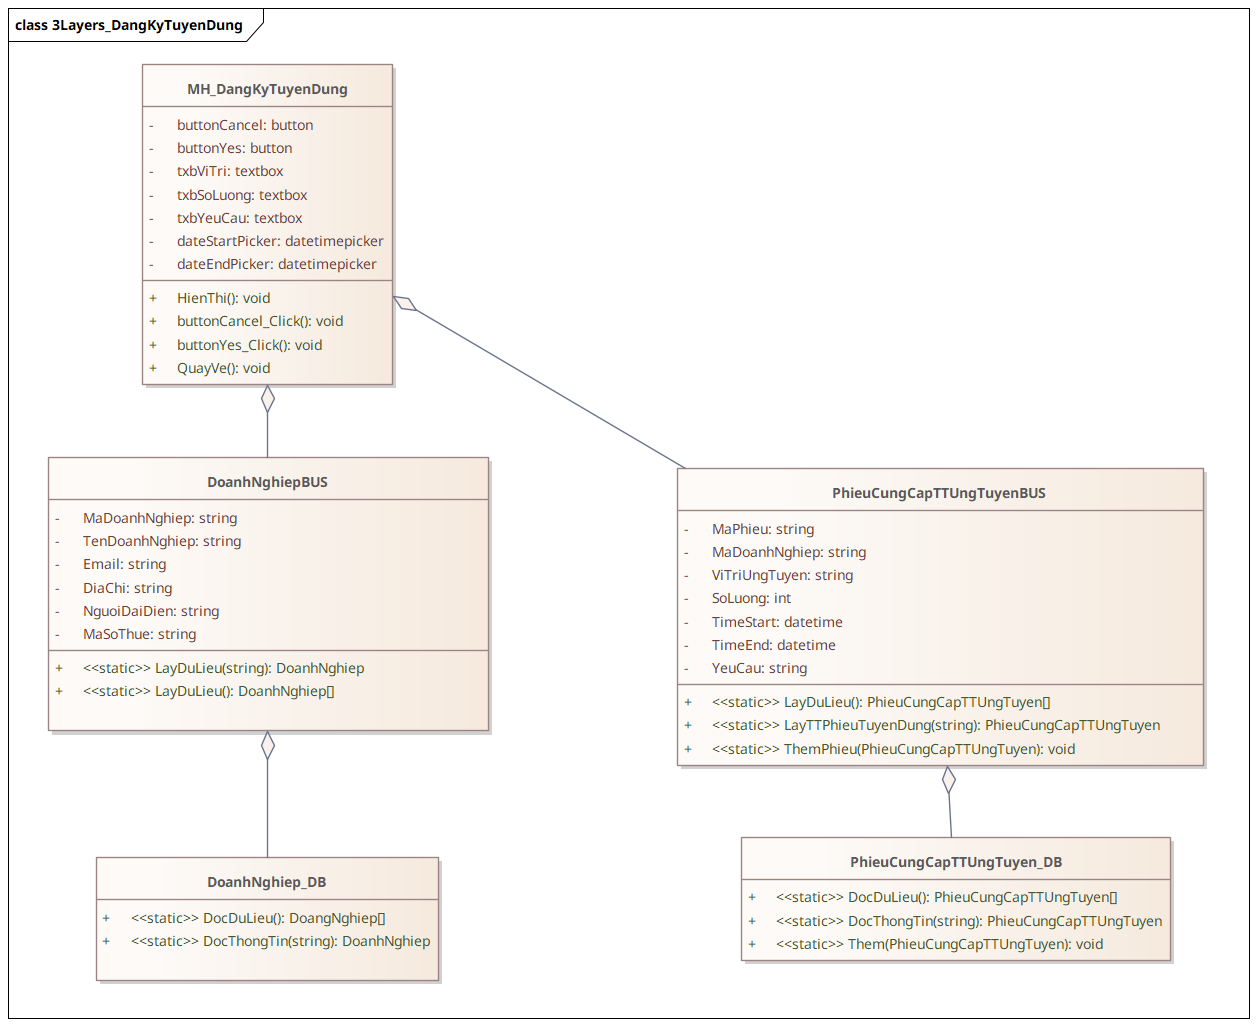 class 3Layers_DangKyTuyenDung
MH_DangKyTuyenDung
- buttonCancel: button
- buttonYes: button
- txbViTri: textbox
- txbSoLuong: textbox
- txbYeuCau: textbox
- dateStartPicker: datetimepicker
- dateEndPicker: datetimepicker
+ HienThi(): void
+ buttonCancel_Click(): void
+ buttonYes_Click(): void
+ QuayVe(): void
DoanhNghiepBUS
- MaDoanhNghiep: string
- TenDoanhNghiep: string
- Email: string
- DiaChi: string
- NguoiDaiDien: string
- MaSoThue: string
+ <<static>> LayDuLieu(string): DoanhNghiep
+ <<static>> LayDuLieu(): DoanhNghiep[]
PhieuCungCapTTUngTuyenBUS
- MaPhieu: string
- MaDoanhNghiep: string
- ViTriUngTuyen: string
- SoLuong: int
- TimeStart: datetime
- TimeEnd: datetime
- YeuCau: string
+ <<static>> LayDuLieu(): PhieuCungCapTTUngTuyen[]
+ <<static>> LayTTPhieuTuyenDung(string): PhieuCungCapTTUngTuyen
+ <<static>> ThemPhieu(PhieuCungCapTTUngTuyen): void
DoanhNghiep_DB
+ <<static>> DocDuLieu(): DoangNghiep[]
+ <<static>> DocThongTin(string): DoanhNghiep
PhieuCungCapTTUngTuyen_DB
+ <<static>> DocDuLieu(): PhieuCungCapTTUngTuyen[]
+ <<static>> DocThongTin(string): PhieuCungCapTTUngTuyen
+ <<static>> Them(PhieuCungCapTTUngTuyen): void